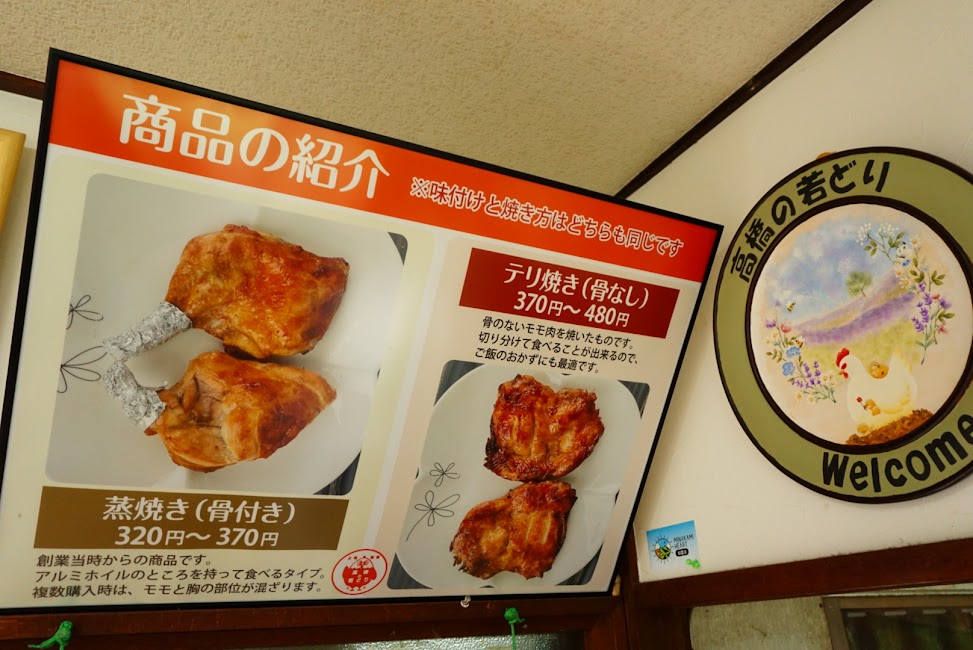 商品の紹介
※味付けと焼き方はどちらも同じです
蒸焼き(骨付き)
320円～370円
創業当時からの商品です。
アルミホイルのところを持って食べるタイプ。
複数購入時は、モモと胸の部位が混ざります。
テリ焼き(骨なし)
370円～480円
骨のないモモ肉を焼いたものです。
切り分けて食べることが出来るので、
ご飯のおかずにも最適です。
高橋の若どり
Welcome